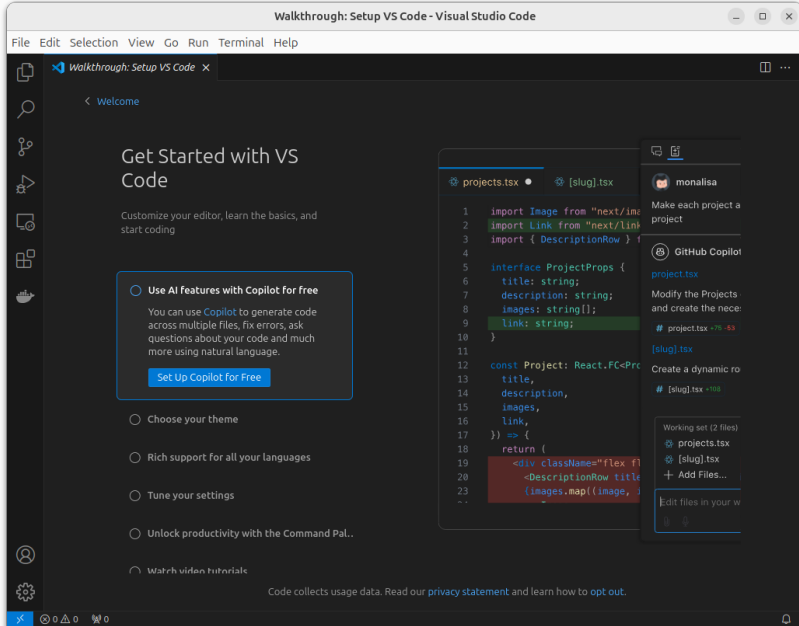 Walkthrough: Setup VS Code - Visual Studio Code
File Edit Selection View Go Run Terminal Help
Walkthrough: Setup VS Code
Welcome
Get Started with VS
Code
Customize your editor, learn the basics, and
start coding
Use AI features with Copilot for free
You can use Copilot to generate code
across multiple files, fix errors, ask
questions about your code and much
more using natural language.
Set Up Copilot for Free
Choose your theme
Rich support for all your languages
Tune your settings
Unlock productivity with the Command Pal..
Watch video tutorials
projects.tsx [slug].tsx
1 import Image from "next/ima
2 import Link from "next/link
3 import { DescriptionRow } f
4
5 interface ProjectProps {
6 title: string;
7 description: string;
8 images: string[];
9 link: string;
10 }
11
12 const Project: React.FC<Pro
13 title,
14 description,
15 images,
16 link,
17 }) => {
18 return (
19 <div className="flex fl
20 <DescriptionRow title
23 {images.map((image, i
24
monalisa
Make each project a
project
GitHub Copilot
project.tsx
Modify the Projects
and create the neces
# project.tsx +75 -53
[slug].tsx
Create a dynamic ro
# [slug].tsx +108
Working set (2 files)
projects.tsx
[slug].tsx
Add Files...
Edit files in your w
Code collects usage data. Read our privacy statement and learn how to opt out.
0 0 0